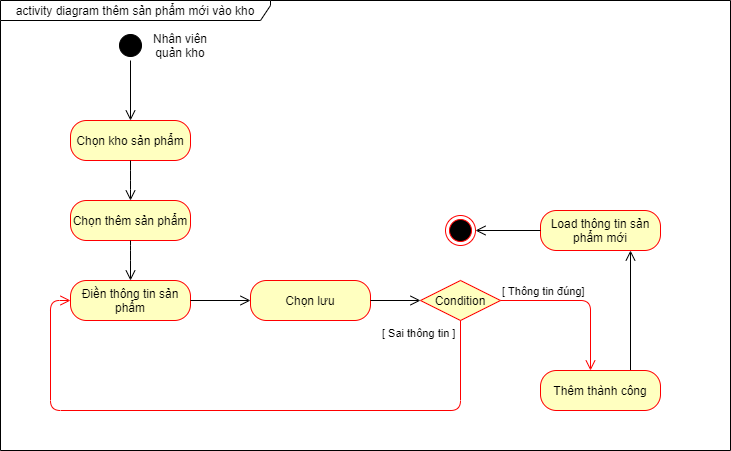 activity diagram thêm sản phẩm mới vào kho
Nhân viên
quản kho
Chọn kho sản phẩm
Chọn thêm sản phẩm
Load thông tin sản
phẩm mới
Điền thông tin sản
phẩm
Chọn lưu
Condition
[ Thông tin đúng]
[ Sai thông tin ]
Thêm thành công